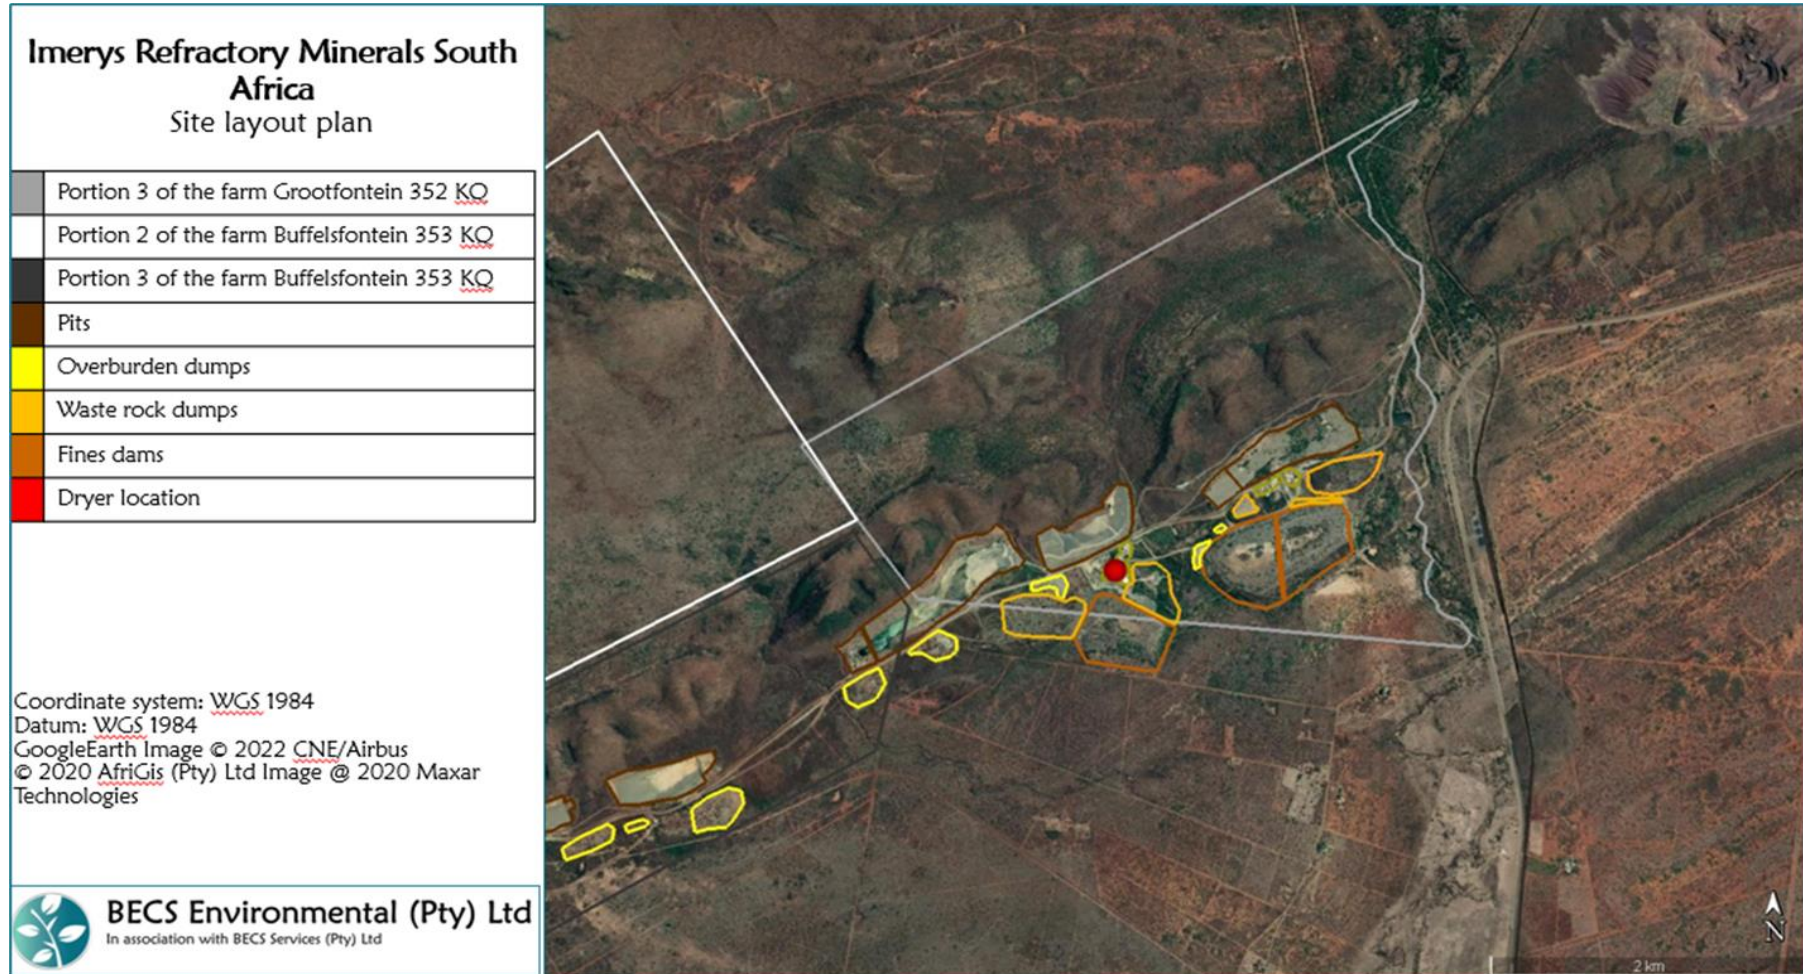 Imerys Refractory Minerals South
Africa
Site layout plan
Portion 3 of the farm Grootfontein 352 KQ
Portion 2 of the farm Buffelsfontein 353 KQ
Portion 3 of the farm Buffelsfontein 353 KQ
Pits
Overburden dumps
Waste rock dumps
Fines dams
Dryer location
Coordinate system: WGS 1984
Datum: WGS 1984
GoogleEarth Image © 2022 CNE/Airbus
© 2020 AfriGis (Pty) Ltd Image @ 2020 Maxar
Technologies
BECS Environmental (Pty) Ltd
In association with BECS Services (Pty) Ltd
N
2 km